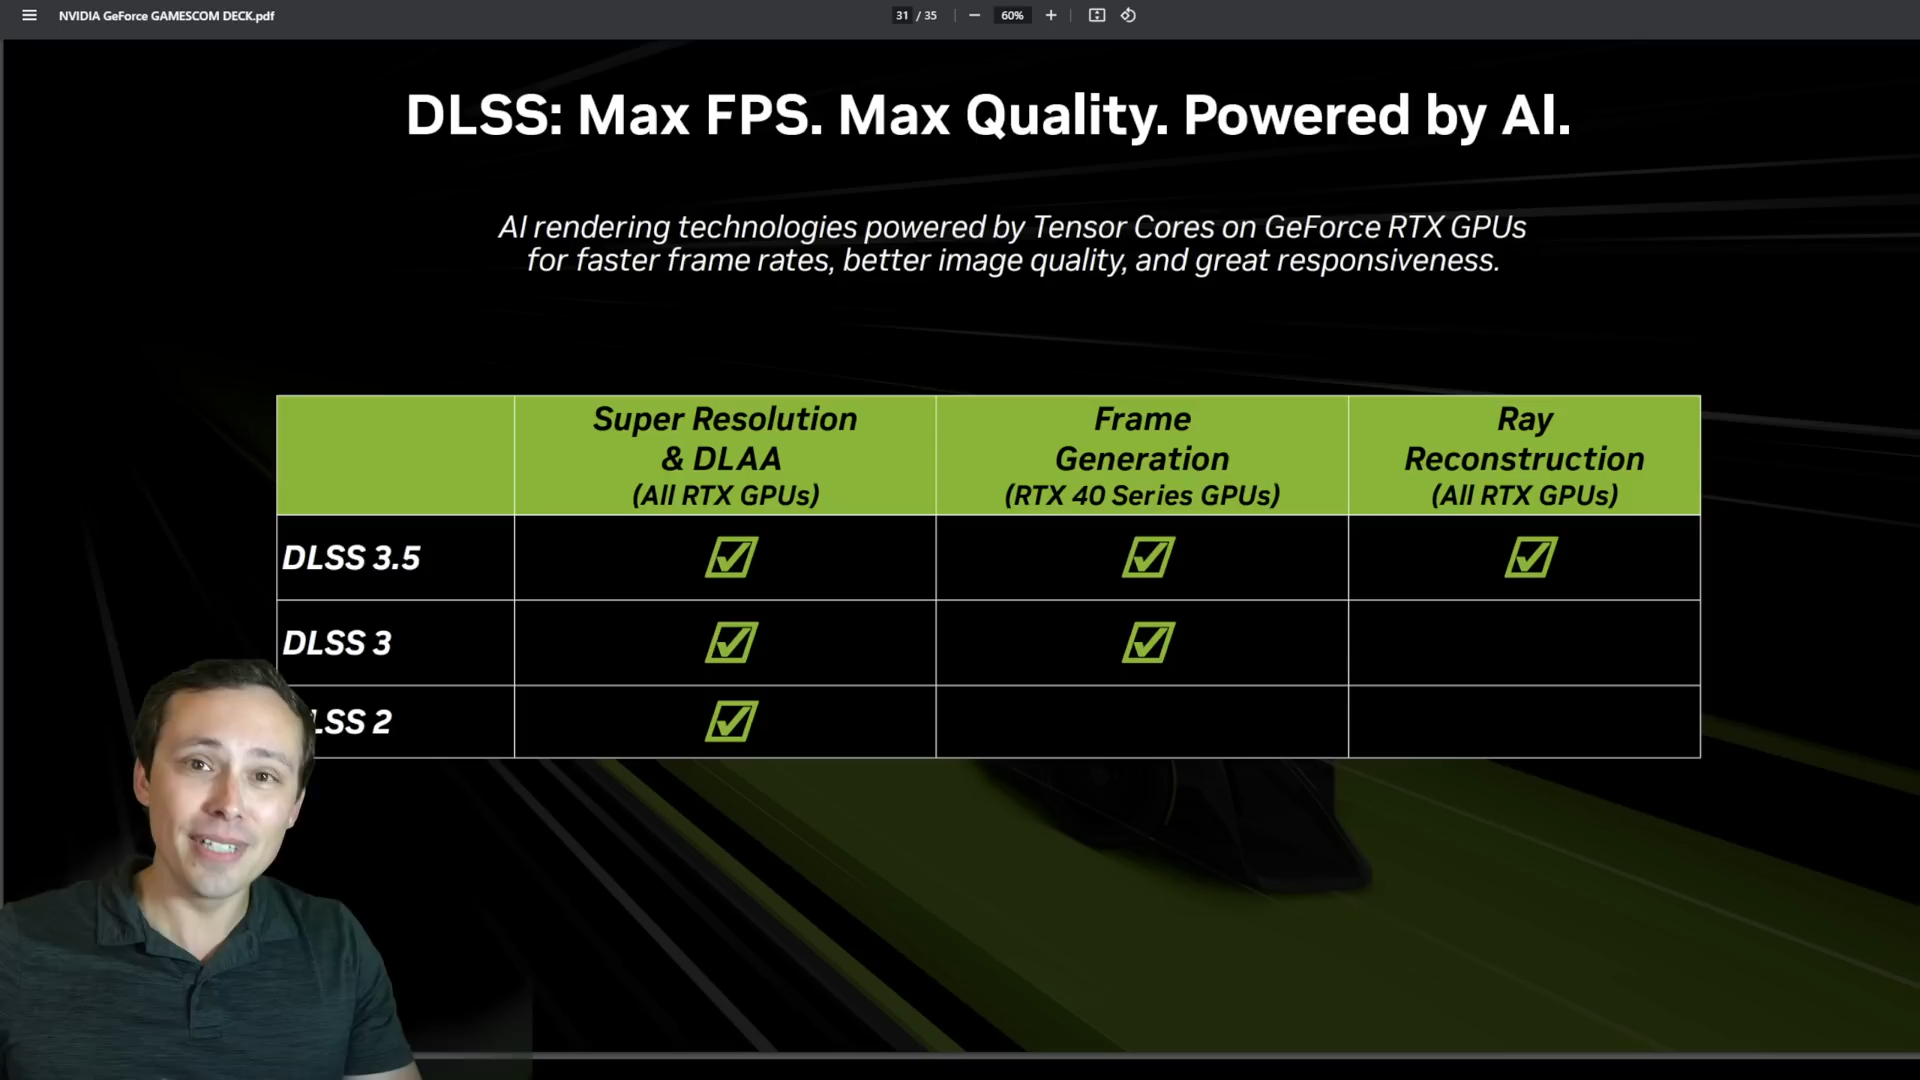 NVIDIA GeForce GAMESCOM DECK.pdf
31 / 35
60%
DLSS: Max FPS. Max Quality. Powered by AI.
AI rendering technologies powered by Tensor Cores on GeForce RTX GPUs
for faster frame rates, better image quality, and great responsiveness.
Super Resolution
& DLAA
(All RTX GPUs)
Frame
Generation
(RTX 40 Series GPUs)
Ray
Reconstruction
(All RTX GPUs)
DLSS 3.5
DLSS 3
LSS 2